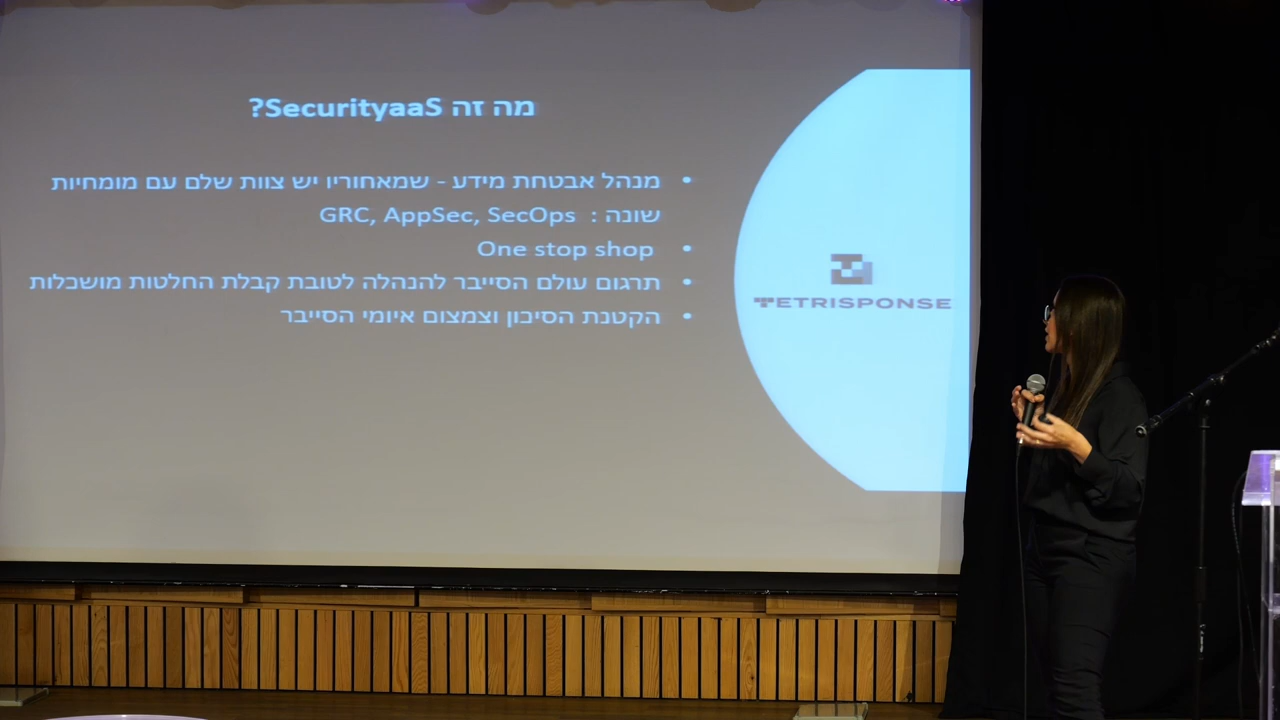 מה זה SecurityaaS?
• מנהל אבטחת מידע - שמאחוריו יש צוות שלם עם מומחיות
שונה : GRC, AppSec, SecOps
• One stop shop
• תרגום עולם הסייבר להנהלה לטובת קבלת החלטות מושכלות
• הקטנת הסיכון וצמצום איומי הסייבר
TETRISPONSE